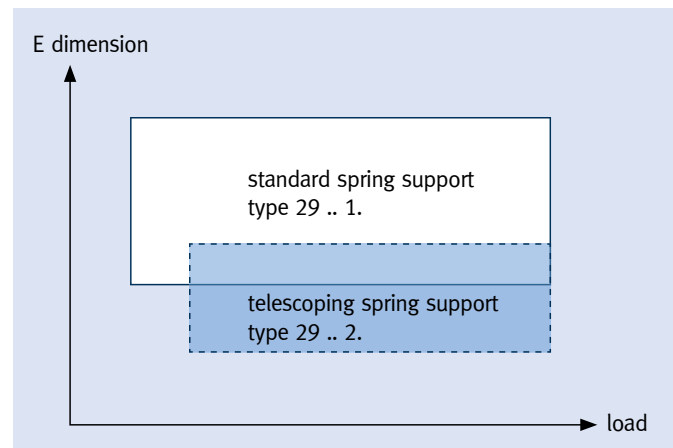 E dimension
standard spring support
type 29 .. 1.
telescoping spring support
type 29 .. 2.
load